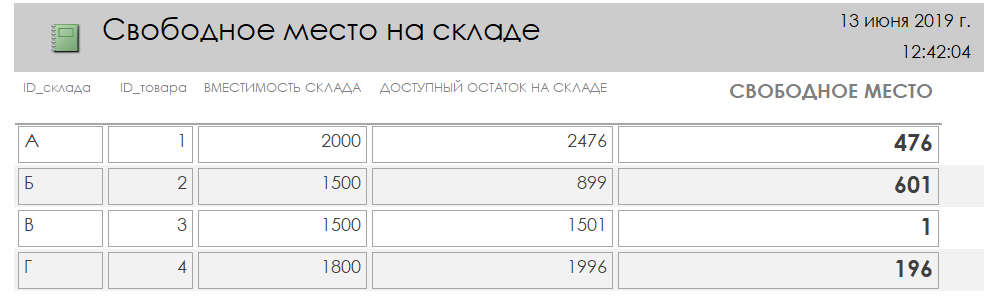 Свободное место на складе
13 июня 2019 г.
12:42:04
ID_склада ID_товара ВМЕСТИМОСТЬ СКЛАДА ДОСТУПНЫЙ ОСТАТОК НА СКЛАДЕ СВОБОДНОЕ МЕСТО
А 1 2000 2476 476
Б 2 1500 899 601
В 3 1500 1501 1
Г 4 1800 1996 196